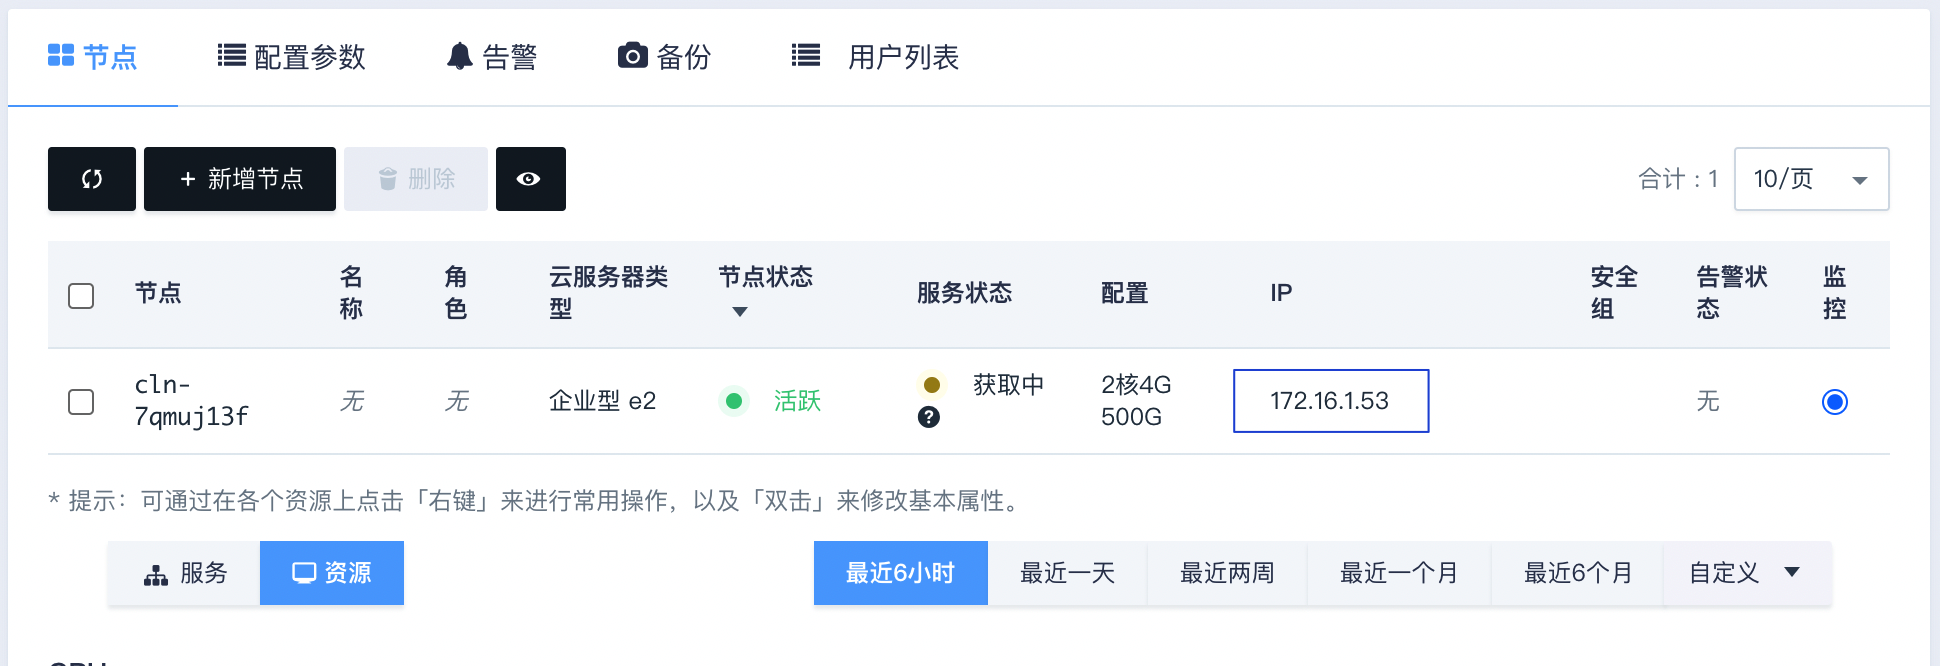 节点 配置参数 告警 备份 用户列表
+ 新增节点 删除 合计：1 10/页
节点 名称 角色 云服务器类型 节点状态 服务状态 配置 IP 安全组 告警状态 监控
cln-7qmuj13f 无 无 企业型 e2 活跃 获取中 2核4G 500G 172.16.1.53 无
* 提示：可通过在各个资源上点击「右键」来进行常用操作，以及「双击」来修改基本属性。
服务 资源 最近6小时 最近一天 最近两周 最近一个月 最近6个月 自定义